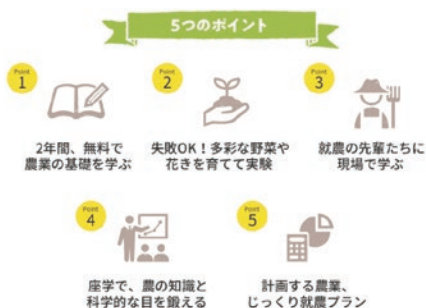 5つのポイント
Point
1
2年間、無料で
農業の基礎を学ぶ
Point
2
失敗OK！多彩な野菜や
花きを育てて実験
Point
3
就農の先輩たちに
現場で学ぶ
Point
4
座学で、農の知識と
科学的な目を鍛える
Point
5
計画する農業、
じっくり就農プラン